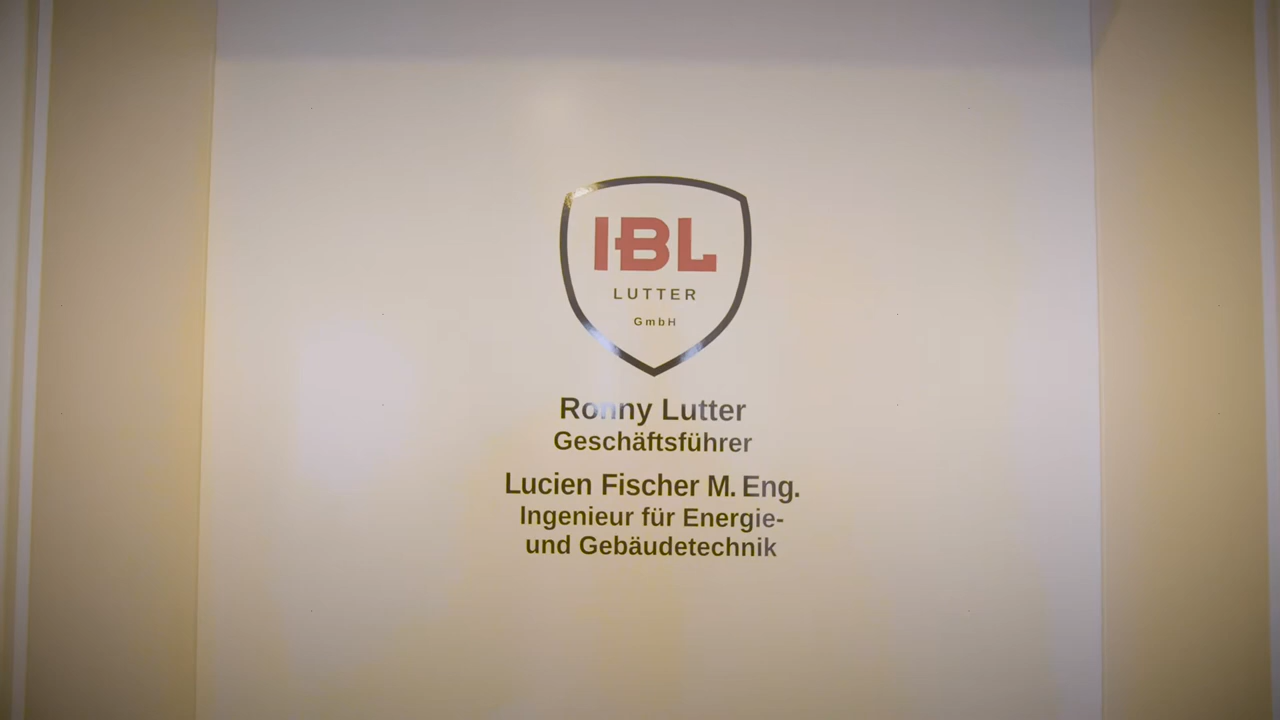 IBL
LUTTER
GmbH
Ronny Lutter
Geschäftsführer
Lucien Fischer M. Eng.
Ingenieur für Energie-
und Gebäudetechnik